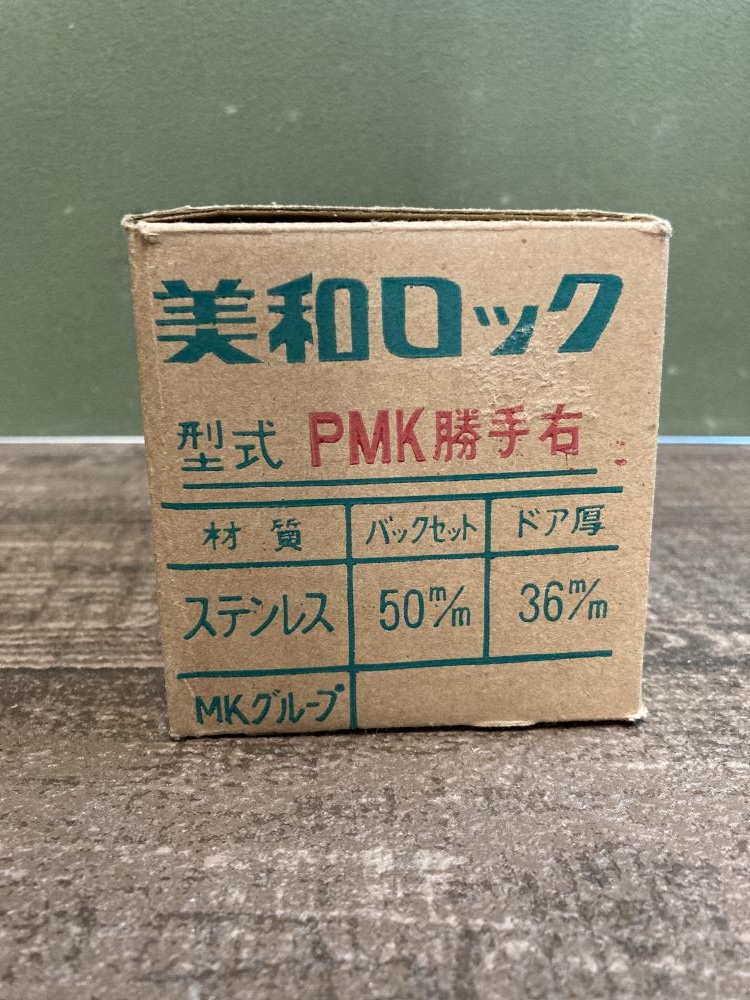 美和ロック
型式 PMK勝手右
材質 バックセット ドア厚
ステンレス 50m/m 36m/m
MKグループ